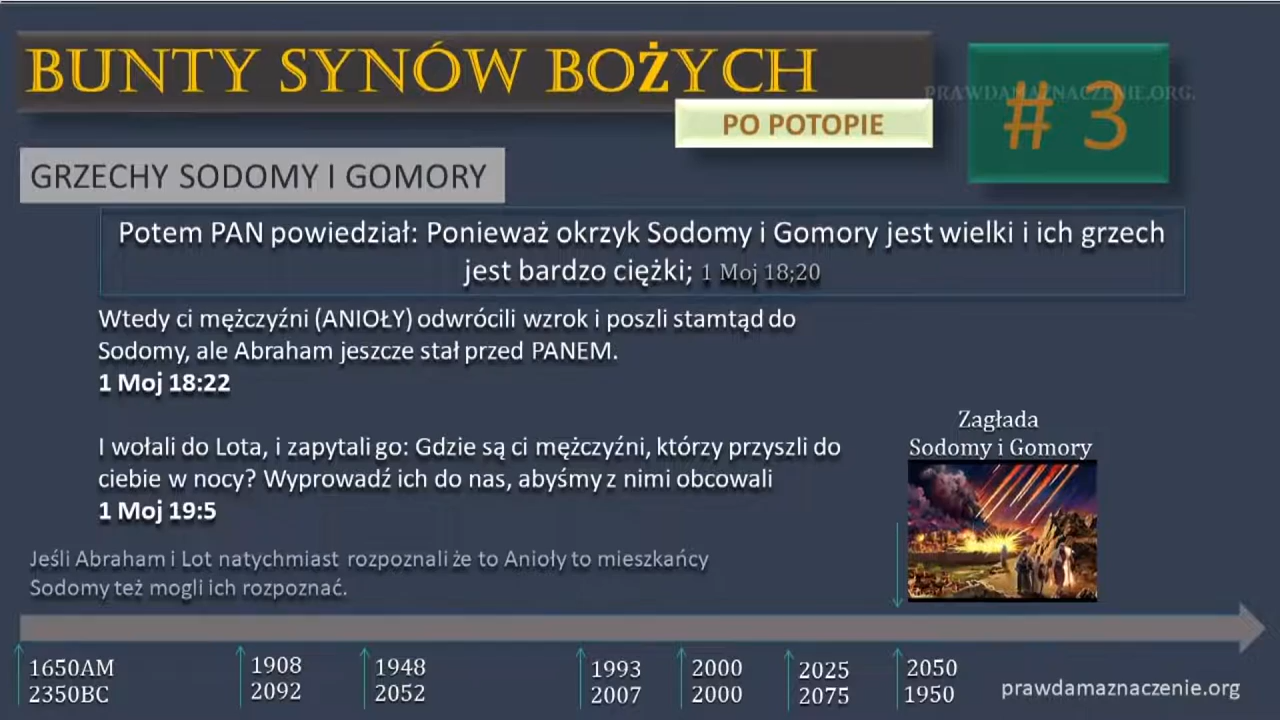 BUNTY SYNÓW BOŻYCH
PRAWDAMAZNACZENIE.ORG.
# 3
PO POTOPIE
GRZECHY SODOMY I GOMORY
Potem PAN powiedział: Ponieważ okrzyk Sodomy i Gomory jest wielki i ich grzech
jest bardzo ciężki; 1 Moj 18;20
Wtedy ci mężczyźni (ANIOŁY) odwrócili wzrok i poszli stamtąd do
Sodomy, ale Abraham jeszcze stał przed PANEM.
1 Moj 18:22
I wołali do Lota, i zapytali go: Gdzie są ci mężczyźni, którzy przyszli do
ciebie w nocy? Wyprowadź ich do nas, abyśmy z nimi obcowali
1 Moj 19:5
Zagłada
Sodomy i Gomory
Jeśli Abraham i Lot natychmiast rozpoznali że to Anioły to mieszkańcy
Sodomy też mogli ich rozpoznać.
1650AM 1908 1948 1993 2000 2025 2050
2350BC 2092 2052 2007 2000 2075 1950
prawdamaznaczenie.org